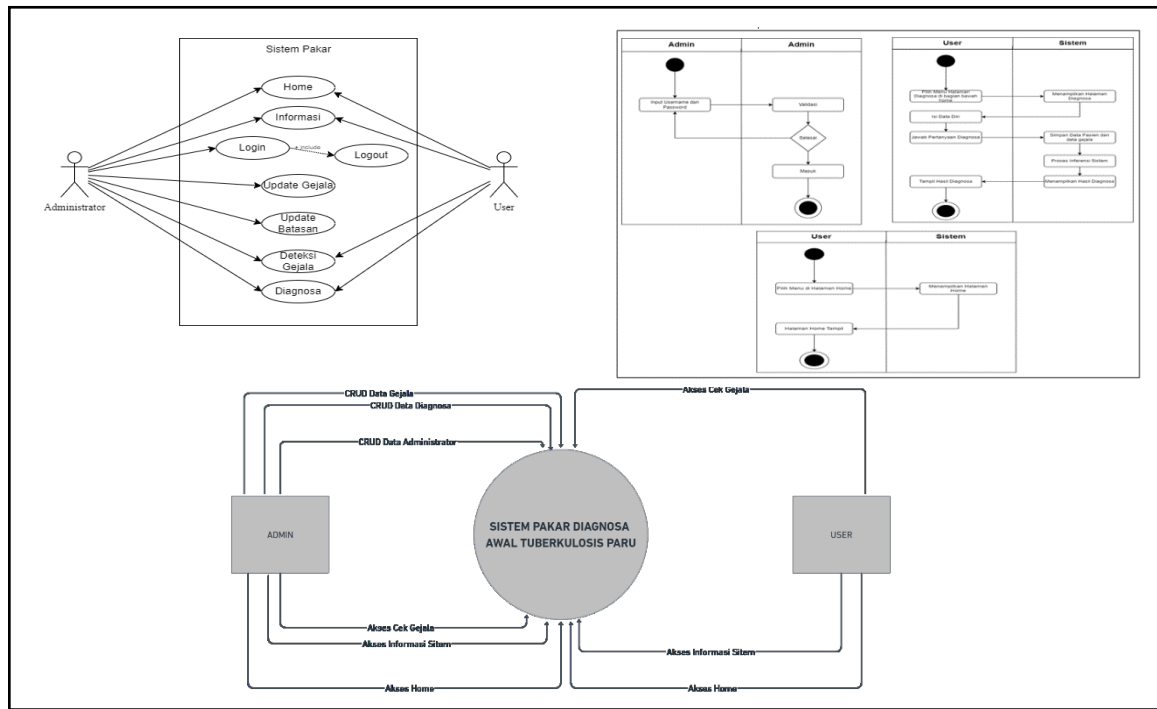 Sistem Pakar
Home
Informasi
Login
+ include
Logout
Update Gejala
Update
Batasan
Deteksi
Gejala
Diagnosa
Administrator
User
Admin
Admin
Input Username dan
Password
Validasi
Selesai
Masuk
User
Sistem
Pilih Menu Halaman
Diagnosa di bagian bawah
home
Menampilkan Halaman
Diagnosa
Isi Data Diri
Jawab Pertanyaan Diagnosa
Simpan Data Pasien dan
data gejala
Proses Inferensi Sistem
Tampil Hasil Diagnosa
Menampilkan Hasil Diagnosa
User
Sistem
Pilih Menu di Halaman Home
Menampilkan Halaman
Home
Halaman Home Tampil
CRUD Data Gejala
CRUD Data Diagnosa
CRUD Data Administrator
Akses Cek Gejala
ADMIN
SISTEM PAKAR DIAGNOSA
AWAL TUBERKULOSIS PARU
USER
Akses Cek Gejala
Akses Informasi Sitem
Akses Home
Akses Informasi Sitem
Akses Home